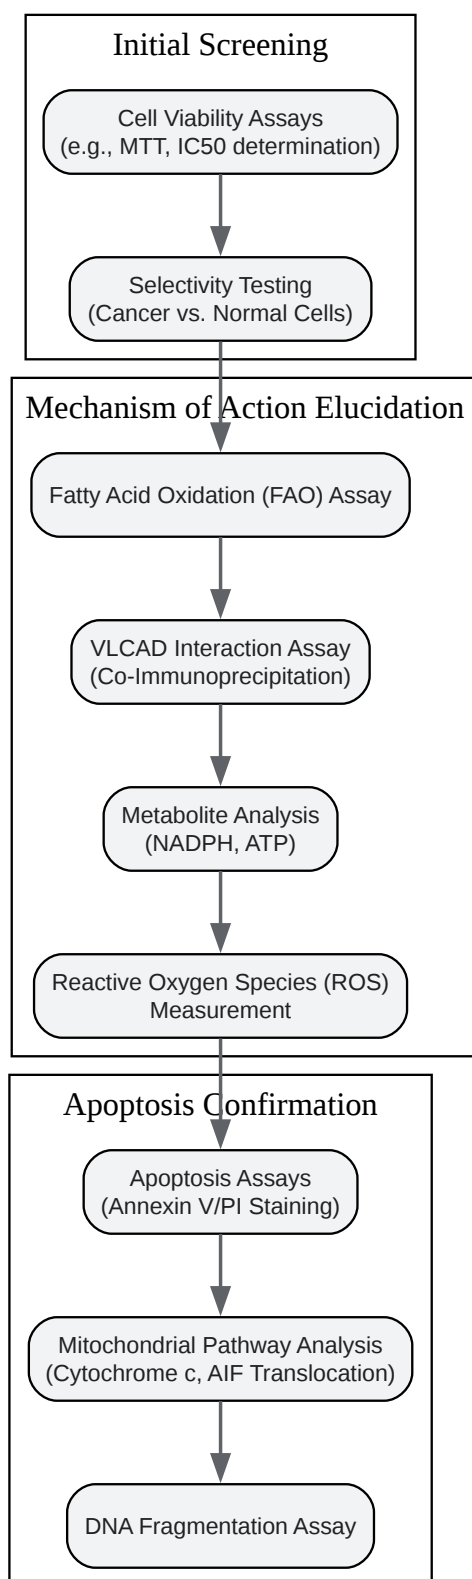 Initial Screening
Cell Viability Assays
(e.g., MTT, IC50 determination)
Selectivity Testing
(Cancer vs. Normal Cells)
Mechanism of Action Elucidation
Fatty Acid Oxidation (FAO) Assay
VLCAD Interaction Assay
(Co-Immunoprecipitation)
Metabolite Analysis
(NADPH, ATP)
Reactive Oxygen Species (ROS)
Measurement
Apoptosis Confirmation
Apoptosis Assays
(Annexin V/PI Staining)
Mitochondrial Pathway Analysis
(Cytochrome c, AIF Translocation)
DNA Fragmentation Assay